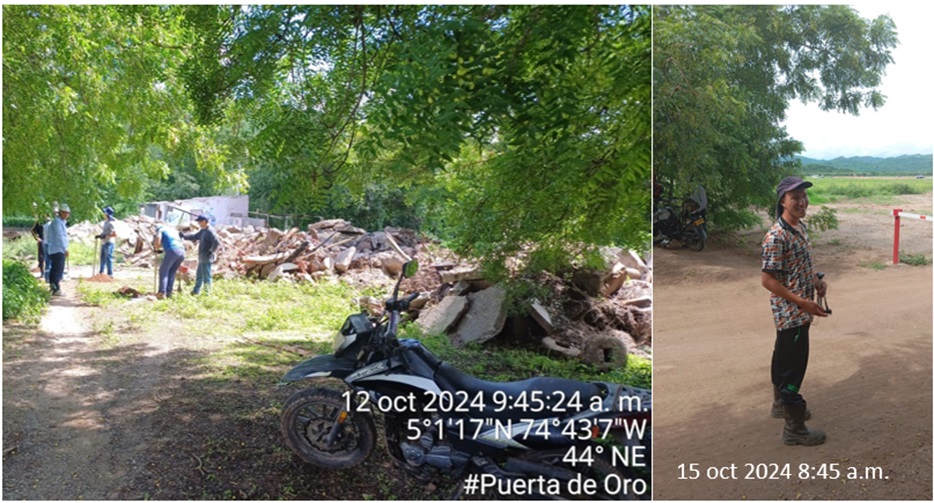 12 oct 2024 9:45:24 a. m.
5°1'17"N 74°43'7"W
44° NE
#Puerta de Oro
15 oct 2024 8:45 a.m.